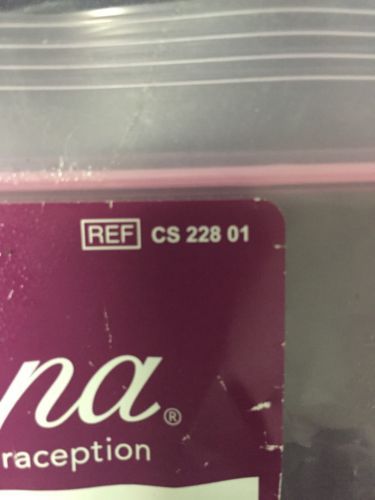 REF CS 228 01
na®
raception